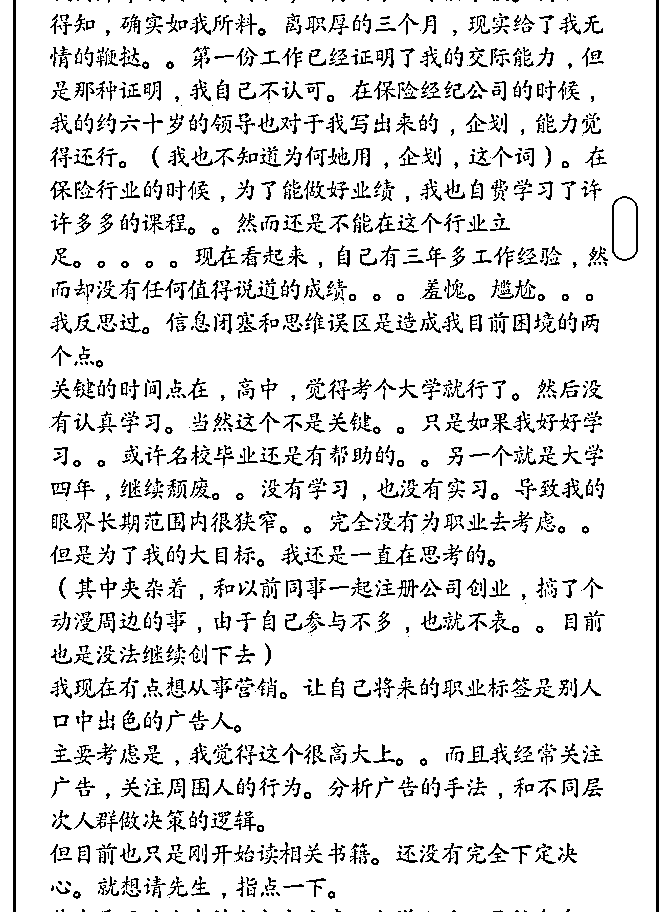 得知，确实如我所料。离职厚的三个月，现实给了我无
情的鞭挞。。第一份工作已经证明了我的交际能力，但
是那种证明，我自己不认可。在保险经纪公司的时候，
我的约六十岁的领导也对于我写出来的，企划，能力觉
得还行。（我也不知道为何她用，企划，这个词）。在
保险行业的时候，为了能做好业绩，我也自费学习了许
许多多的课程。。然而还是不能在这个行业立
足。。。。。现在看起来，自己有三年多工作经验，然
而却没有任何值得说道的成绩。。。羞愧。尴尬。。。
我反思过。信息闭塞和思维误区是造成我目前困境的两
个点。
关键的时间点在，高中，觉得考个大学就行了。然后没
有认真学习。当然这个不是关键。。只是如果我好好学
习。。或许名校毕业还是有帮助的。。另一个就是大学
四年，继续颓废。。没有学习，也没有实习。导致我的
眼界长期范围内很狭窄。。完全没有为职业去考虑。。
但是为了我的大目标。我还是一直在思考的。
（其中夹杂着，和以前同事一起注册公司创业，搞了个
动漫周边的事，由于自己参与不多，也就不表。。目前
也是没法继续创下去）
我现在有点想从事营销。让自己将来的职业标签是别人
口中出色的广告人。
主要考虑是，我觉得这个很高大上。。而且我经常关注
广告，关注周围人的行为。分析广告的手法，和不同层
次人群做决策的逻辑。
但目前也只是刚开始读相关书籍。还没有完全下定决
心。就想请先生，指点一下。